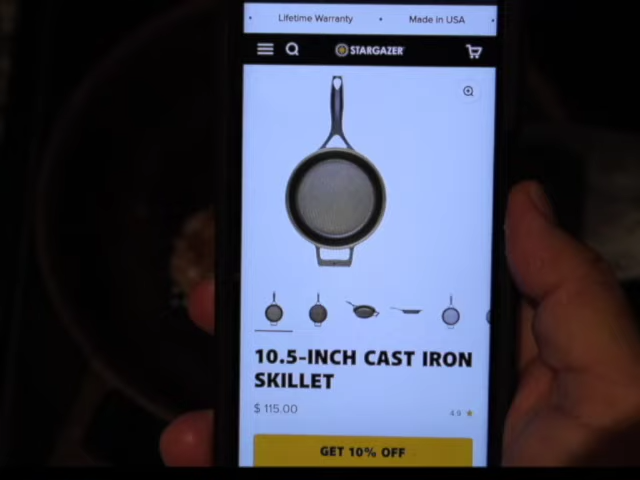 Lifetime Warranty • Made in USA
STARGAZER
10.5-INCH CAST IRON
SKILLET
$ 115.00
4.9 ★
GET 10% OFF